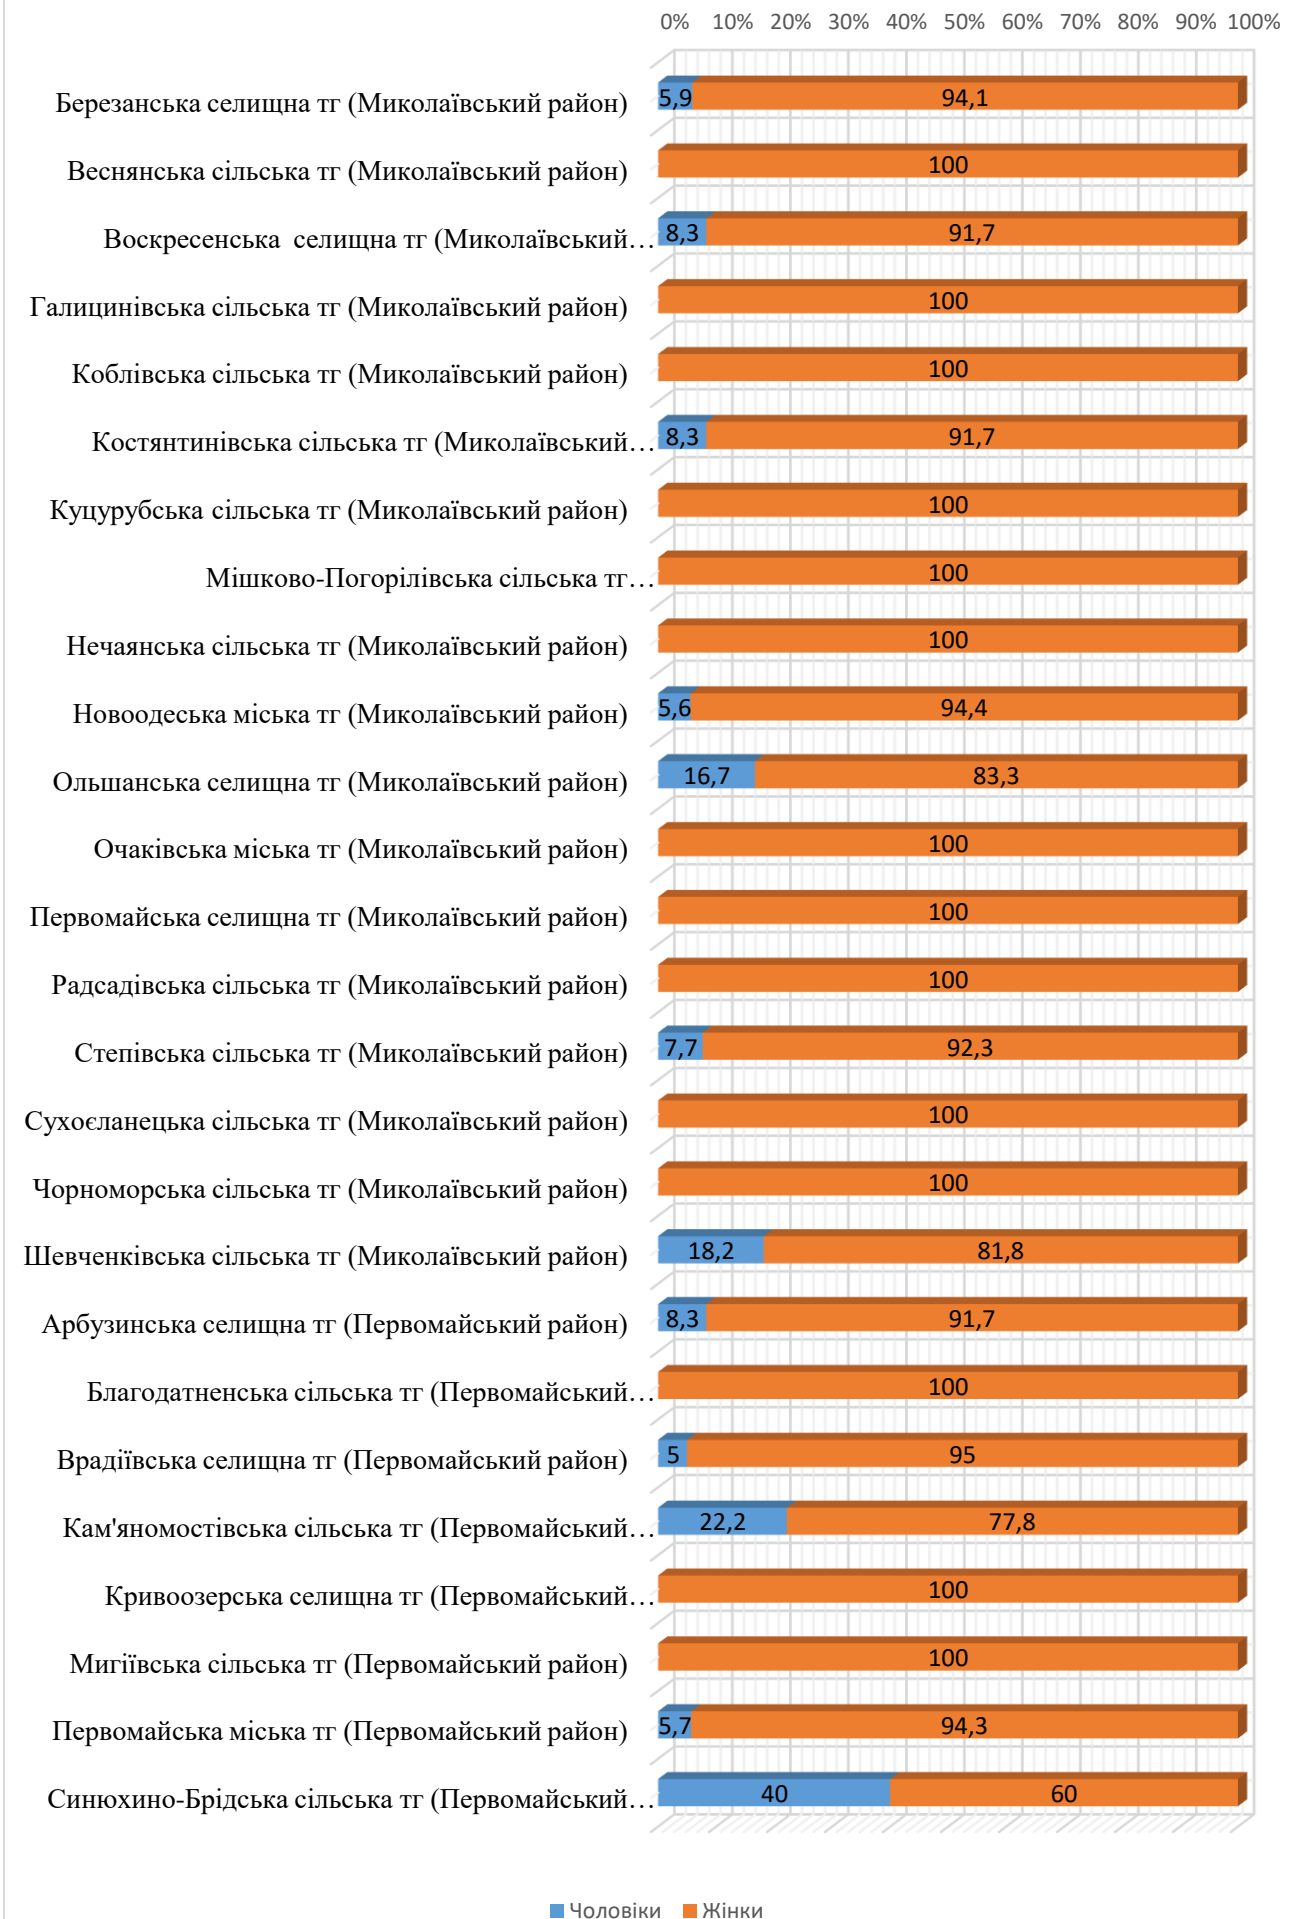 0% 10% 20% 30% 40% 50% 60% 70% 80% 90% 100%
Березанська селищна тг (Миколаївський район) 5,9 94,1
Веснянська сільська тг (Миколаївський район) 100
Воскресенська селищна тг (Миколаївський… 8,3 91,7
Галицинівська сільська тг (Миколаївський район) 100
Коблівська сільська тг (Миколаївський район) 100
Костянтинівська сільська тг (Миколаївський… 8,3 91,7
Куцурубська сільська тг (Миколаївський район) 100
Мішково-Погорілівська сільська тг… 100
Нечаянська сільська тг (Миколаївський район) 100
Новоодеська міська тг (Миколаївський район) 5,6 94,4
Ольшанська селищна тг (Миколаївський район) 16,7 83,3
Очаківська міська тг (Миколаївський район) 100
Первомайська селищна тг (Миколаївський район) 100
Радсадівська сільська тг (Миколаївський район) 100
Степівська сільська тг (Миколаївський район) 7,7 92,3
Сухоєланецька сільська тг (Миколаївський район) 100
Чорноморська сільська тг (Миколаївський район) 100
Шевченківська сільська тг (Миколаївський район) 18,2 81,8
Арбузинська селищна тг (Первомайський район) 8,3 91,7
Благодатненська сільська тг (Первомайський… 100
Врадіївська селищна тг (Первомайський район) 5 95
Кам'яномостівська сільська тг (Первомайський… 22,2 77,8
Кривоозерська селищна тг (Первомайський… 100
Мигіївська сільська тг (Первомайський район) 100
Первомайська міська тг (Первомайський район) 5,7 94,3
Синюхино-Брідська сільська тг (Первомайський… 40 60
Чоловіки Жінки